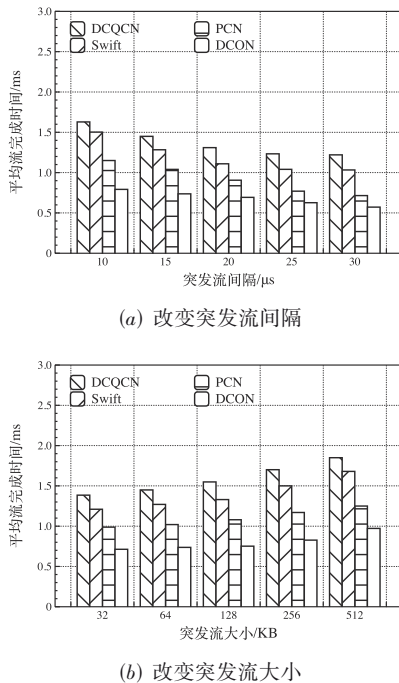 3.0
2.5
2.0
1.5
1.0
0.5
0
平均流完成时间/ms
DCQCN
PCN
Swift
DCON
10
15
20
25
30
突发流间隔/μs
(a) 改变突发流间隔
3.0
2.5
2.0
1.5
1.0
0.5
0
平均流完成时间/ms
DCQCN
PCN
Swift
DCON
32
64
128
256
512
突发流大小/KB
(b) 改变突发流大小